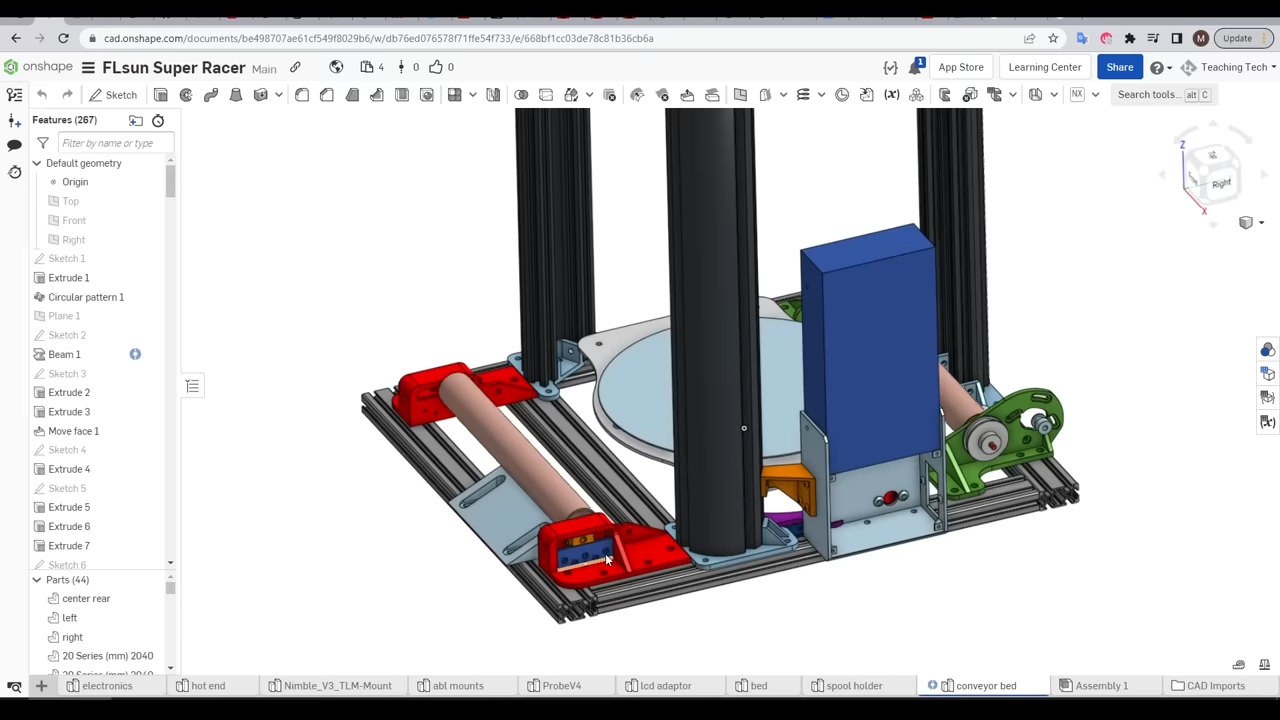 cad.onshape.com/documents/be498707ae61cf549f8029b6/w/db76ed076578f71ffe54f733/e/668bf1cc03de78c81b36cb6a
Update
onshape
FLsun Super Racer Main
4
0
0
1
App Store
Learning Center
Share
Teaching Tech
Sketch
NX
Search tools...
alt C
Features (267)
Filter by name or type
Default geometry
Origin
Top
Front
Right
Sketch 1
Extrude 1
Circular pattern 1
Plane 1
Sketch 2
Beam 1
Sketch 3
Extrude 2
Extrude 3
Move face 1
Sketch 4
Extrude 4
Sketch 5
Extrude 5
Extrude 6
Extrude 7
Sketch 6
Parts (44)
center rear
left
right
20 Series (mm) 2040
Z
Right
X
electronics
hot end
Nimble_V3_TLM-Mount
abl mounts
ProbeV4
lcd adaptor
bed
spool holder
conveyor bed
Assembly 1
CAD Imports